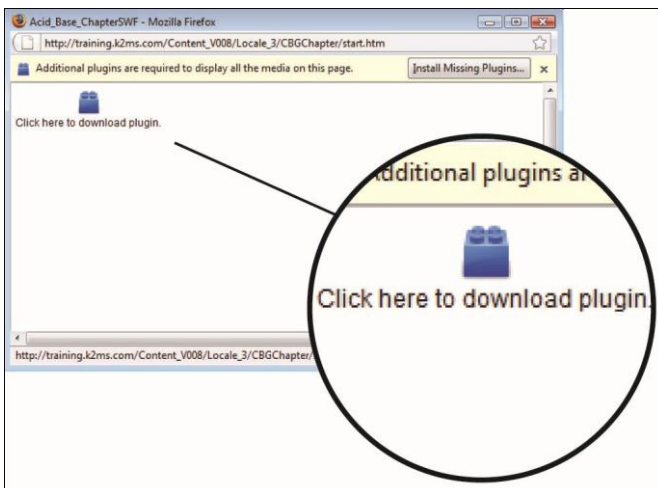 Acid_Base_ChapterSWF - Mozilla Firefox
http://training.k2ms.com/Content_V008/Locale_3/CBGChapter/start.htm
Additional plugins are required to display all the media on this page. Install Missing Plugins... ×
Click here to download plugin.
dditional plugins a
Click here to download plugin.
http://training.k2ms.com/Content_V008/Locale_3/CBGChapter/